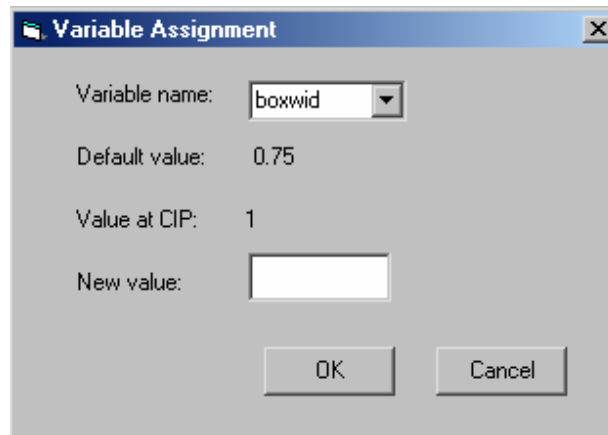 Variable Assignment
Variable name: boxwid
Default value: 0.75
Value at CIP: 1
New value:
OK Cancel